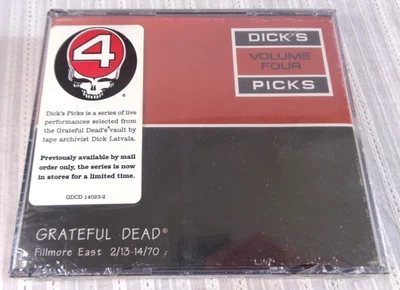 4
®
Dick's Picks is a series of live
performances selected from
the Grateful Dead's vault by
tape archivist Dick Latvala.
Previously available by mail
order only, the series is now
in stores for a limited time.
GDCD 14023-2
DICK'S
VOLUME
FOUR
PICKS
GRATEFUL DEAD®
Fillmore East 2/13-14/70